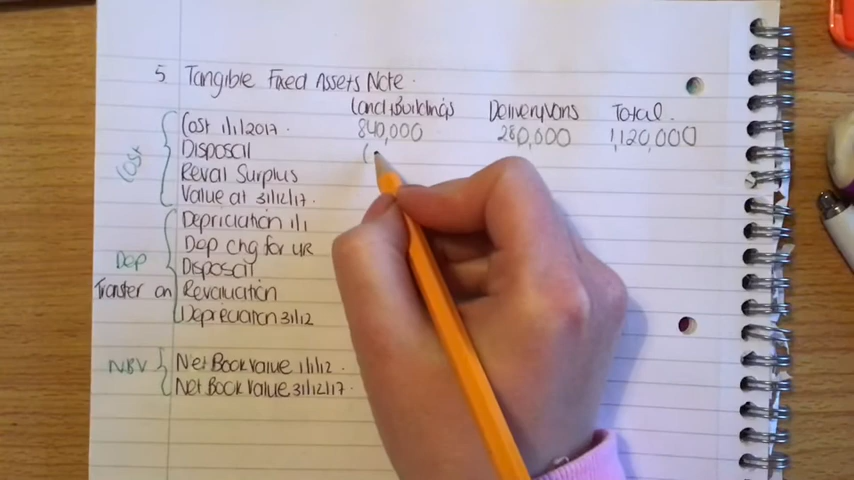 5 Tangible Fixed Assets Note.
Land & Buildings Delivery Vans Total.
Cost 1/1/2017. 840,000 280,000 1,120,000
Disposal (
Reval Surplus
Value at 31/12/17.
Cost
Depriciation 1/1
Dep chg for YR
Disposal
Dep
Transfer on Revaluation
Depreciation 31/12
NBV
Net Book Value 1/1/12.
Net Book Value 31/12/17.